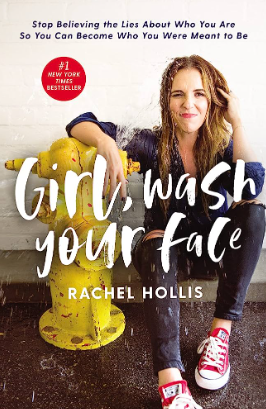 Stop Believing the Lies About Who You Are
So You Can Become Who You Were Meant to Be
#1
NEW YORK
TIMES
BESTSELLER
Girl, wash
your face
RACHEL HOLLIS